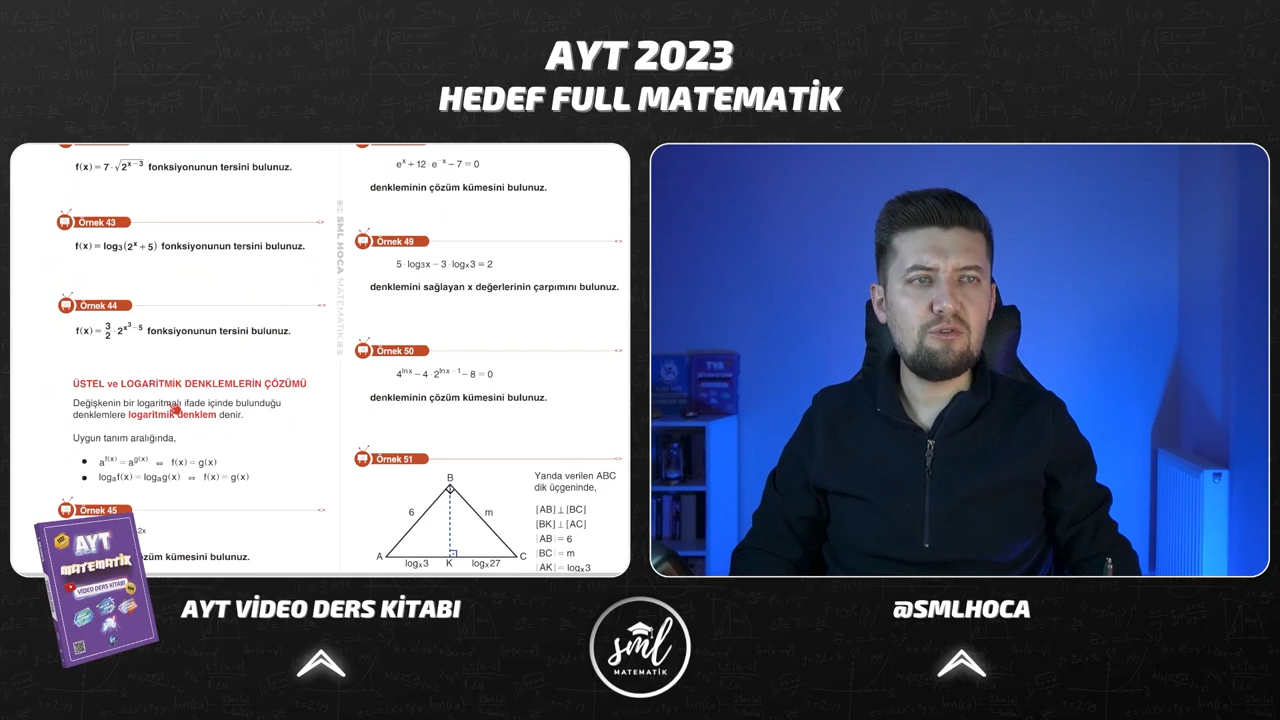 AYT 2023
HEDEF FULL MATEMATİK
f(x) = 7 · √2^(x−3) fonksiyonunun tersini bulunuz.
Örnek 43
f(x) = log₃(2ˣ + 5) fonksiyonunun tersini bulunuz.
Örnek 44
f(x) = 3/2 · 2^(x³−5) fonksiyonunun tersini bulunuz.
ÜSTEL ve LOGARİTMİK DENKLEMLERİN ÇÖZÜMÜ
Değişkenin bir logaritmalı ifade içinde bulunduğu
denklemlere logaritmik denklem denir.
Uygun tanım aralığında,
• a^f(x) = a^g(x) ⇔ f(x) = g(x)
• logₐf(x) = logₐg(x) ⇔ f(x) = g(x)
Örnek 45
2x
züm kümesini bulunuz.
SML HOCA MATEMATİK
eˣ + 12 · e⁻ˣ − 7 = 0
denkleminin çözüm kümesini bulunuz.
Örnek 49
5 · log₃x − 3 · logₓ3 = 2
denklemini sağlayan x değerlerinin çarpımını bulunuz.
Örnek 50
4^(lnx) − 4 · 2^(lnx−1) − 8 = 0
denkleminin çözüm kümesini bulunuz.
Örnek 51
B
6
m
A
K
C
logₓ3
logₓ27
Yanda verilen ABC
dik üçgeninde,
[AB] ⊥ [BC]
[BK] ⊥ [AC]
|AB| = 6
|BC| = m
|AK| = logₓ3
AYT
MATEMATİK
VİDEO DERS KİTABI
AYT VİDEO DERS KİTABI
sml
MATEMATİK
@SMLHOCA